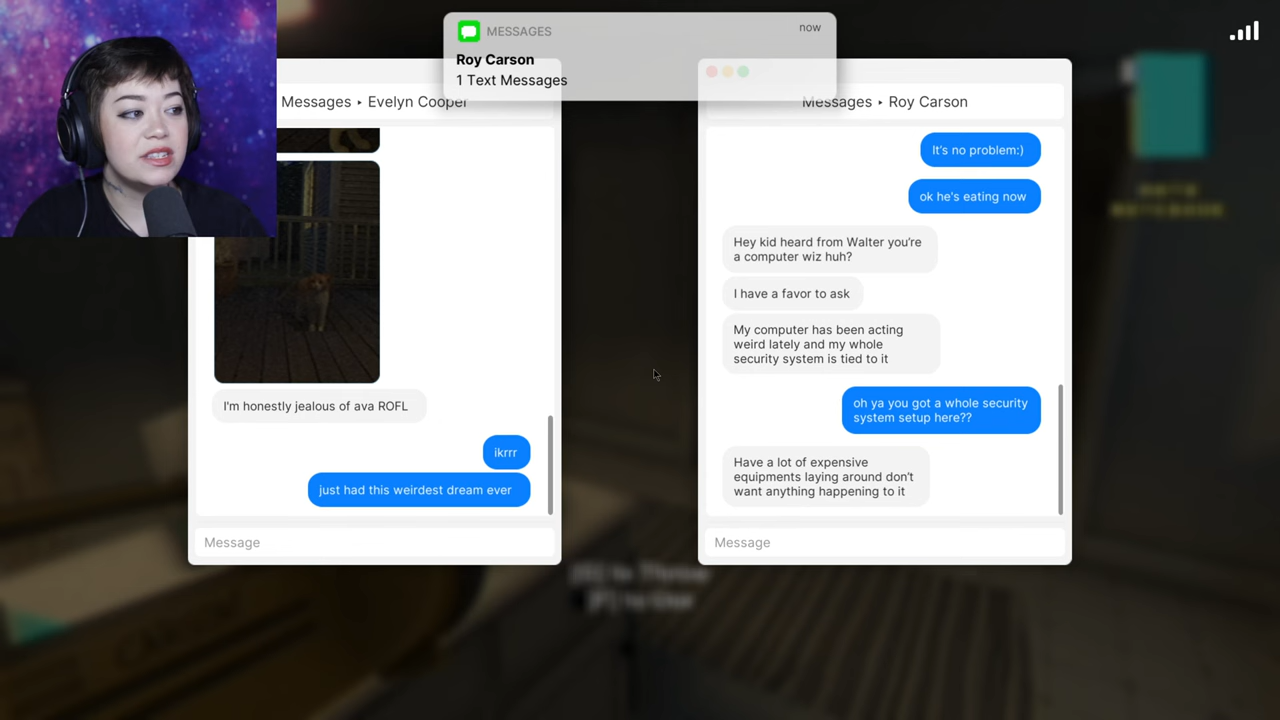 MESSAGES
now
Roy Carson
1 Text Messages
Messages ‣ Evelyn Cooper
I'm honestly jealous of ava ROFL
ikrrr
just had this weirdest dream ever
Message
Messages ‣ Roy Carson
It's no problem:)
ok he's eating now
Hey kid heard from Walter you're
a computer wiz huh?
I have a favor to ask
My computer has been acting
weird lately and my whole
security system is tied to it
oh ya you got a whole security
system setup here??
Have a lot of expensive
equipments laying around don't
want anything happening to it
Message